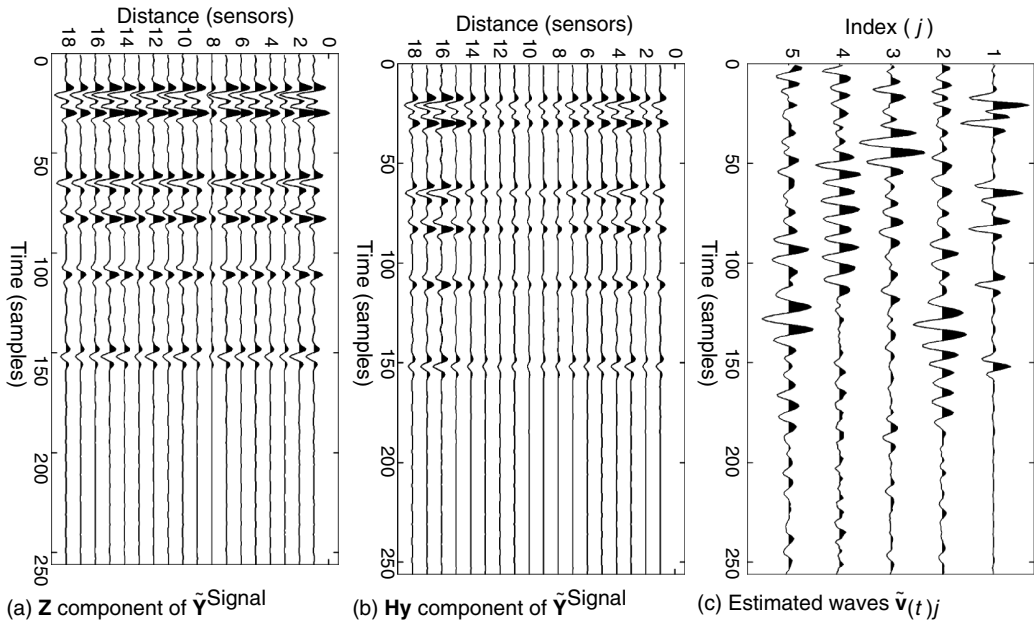 Distance (sensors)
18 16 14 12 10 8 6 4 2 0
0
50
100
150
200
250
Time (samples)
(a) Z component of Ỹ^Signal
Distance (sensors)
18 16 14 12 10 8 6 4 2 0
0
50
100
150
200
250
Time (samples)
(b) Hy component of Ỹ^Signal
Index ( j )
5 4 3 2 1
0
50
100
150
200
250
Time (samples)
(c) Estimated waves ṽ(t)j